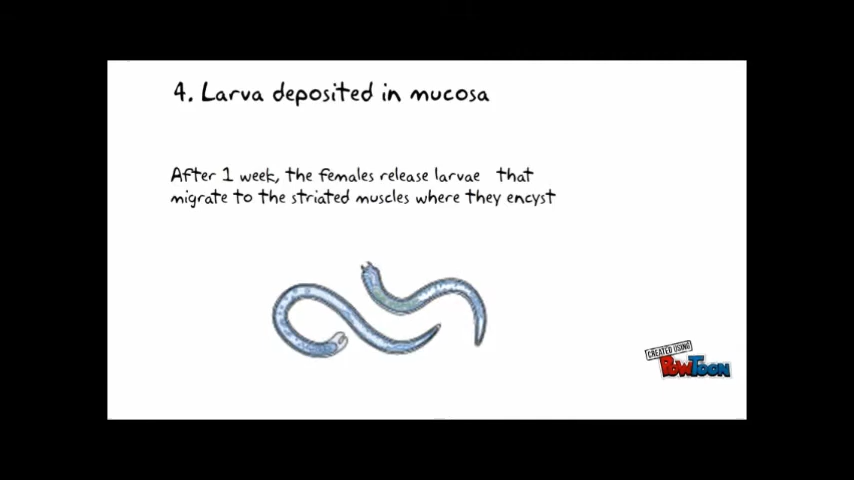 4. Larva deposited in mucosa
After 1 week, the females release larvae that
migrate to the striated muscles where they encyst
CREATED USING
POWTOON